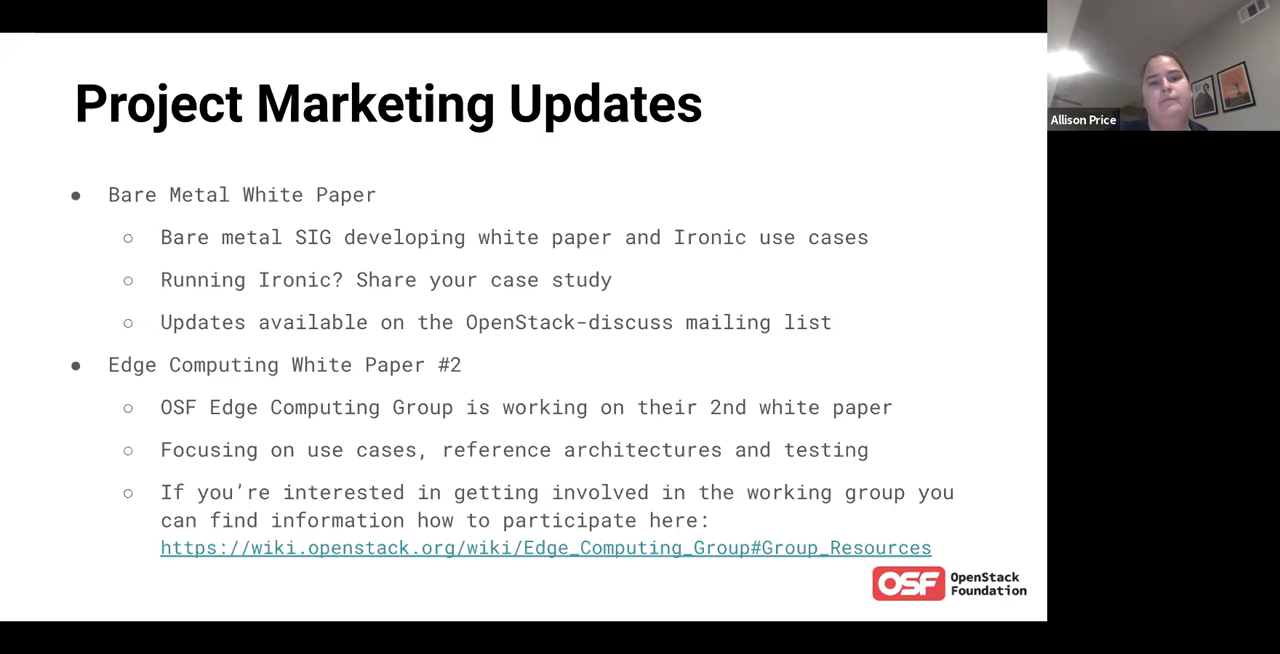 Project Marketing Updates
Allison Price
● Bare Metal White Paper
○ Bare metal SIG developing white paper and Ironic use cases
○ Running Ironic? Share your case study
○ Updates available on the OpenStack-discuss mailing list
● Edge Computing White Paper #2
○ OSF Edge Computing Group is working on their 2nd white paper
○ Focusing on use cases, reference architectures and testing
○ If you’re interested in getting involved in the working group you
can find information how to participate here:
https://wiki.openstack.org/wiki/Edge_Computing_Group#Group_Resources
OSF OpenStack
Foundation